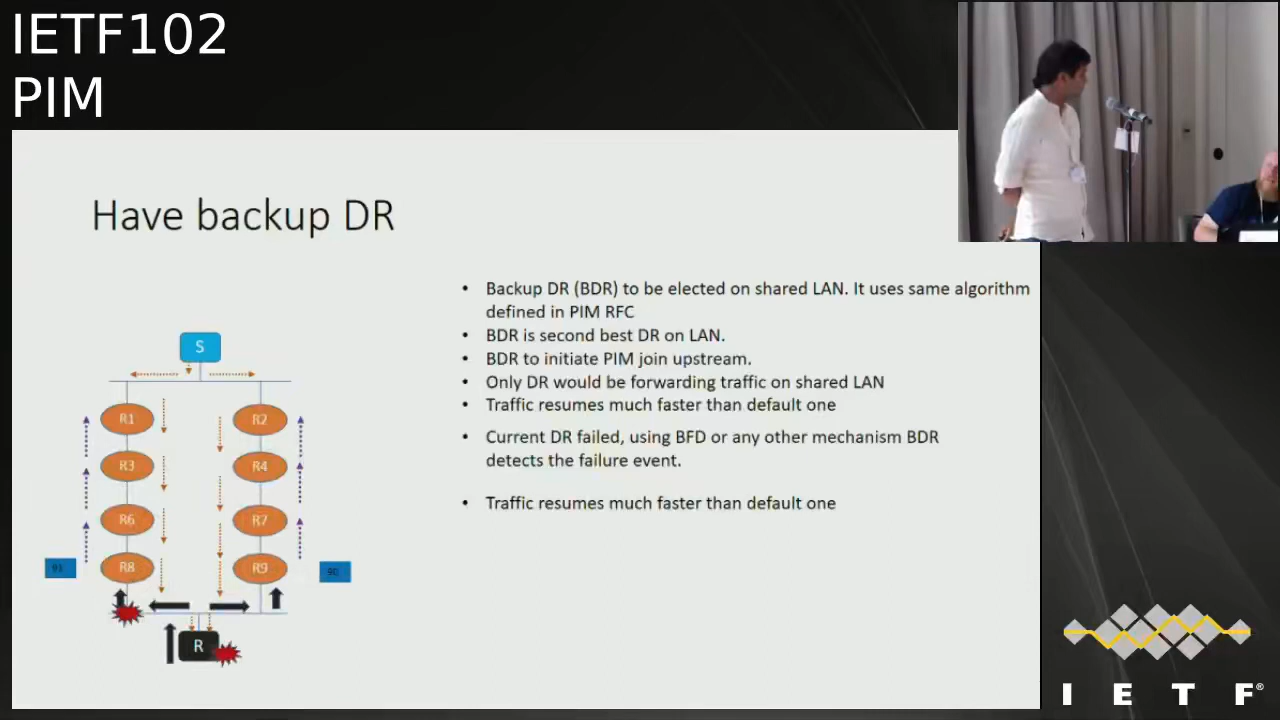 IETF102
PIM
Have backup DR
• Backup DR (BDR) to be elected on shared LAN. It uses same algorithm
defined in PIM RFC
• BDR is second best DR on LAN.
• BDR to initiate PIM join upstream.
• Only DR would be forwarding traffic on shared LAN
• Traffic resumes much faster than default one
• Current DR failed, using BFD or any other mechanism BDR
detects the failure event.
• Traffic resumes much faster than default one
S
R1 R2
R3 R4
R6 R7
R8 R9
90
R
I E T F®